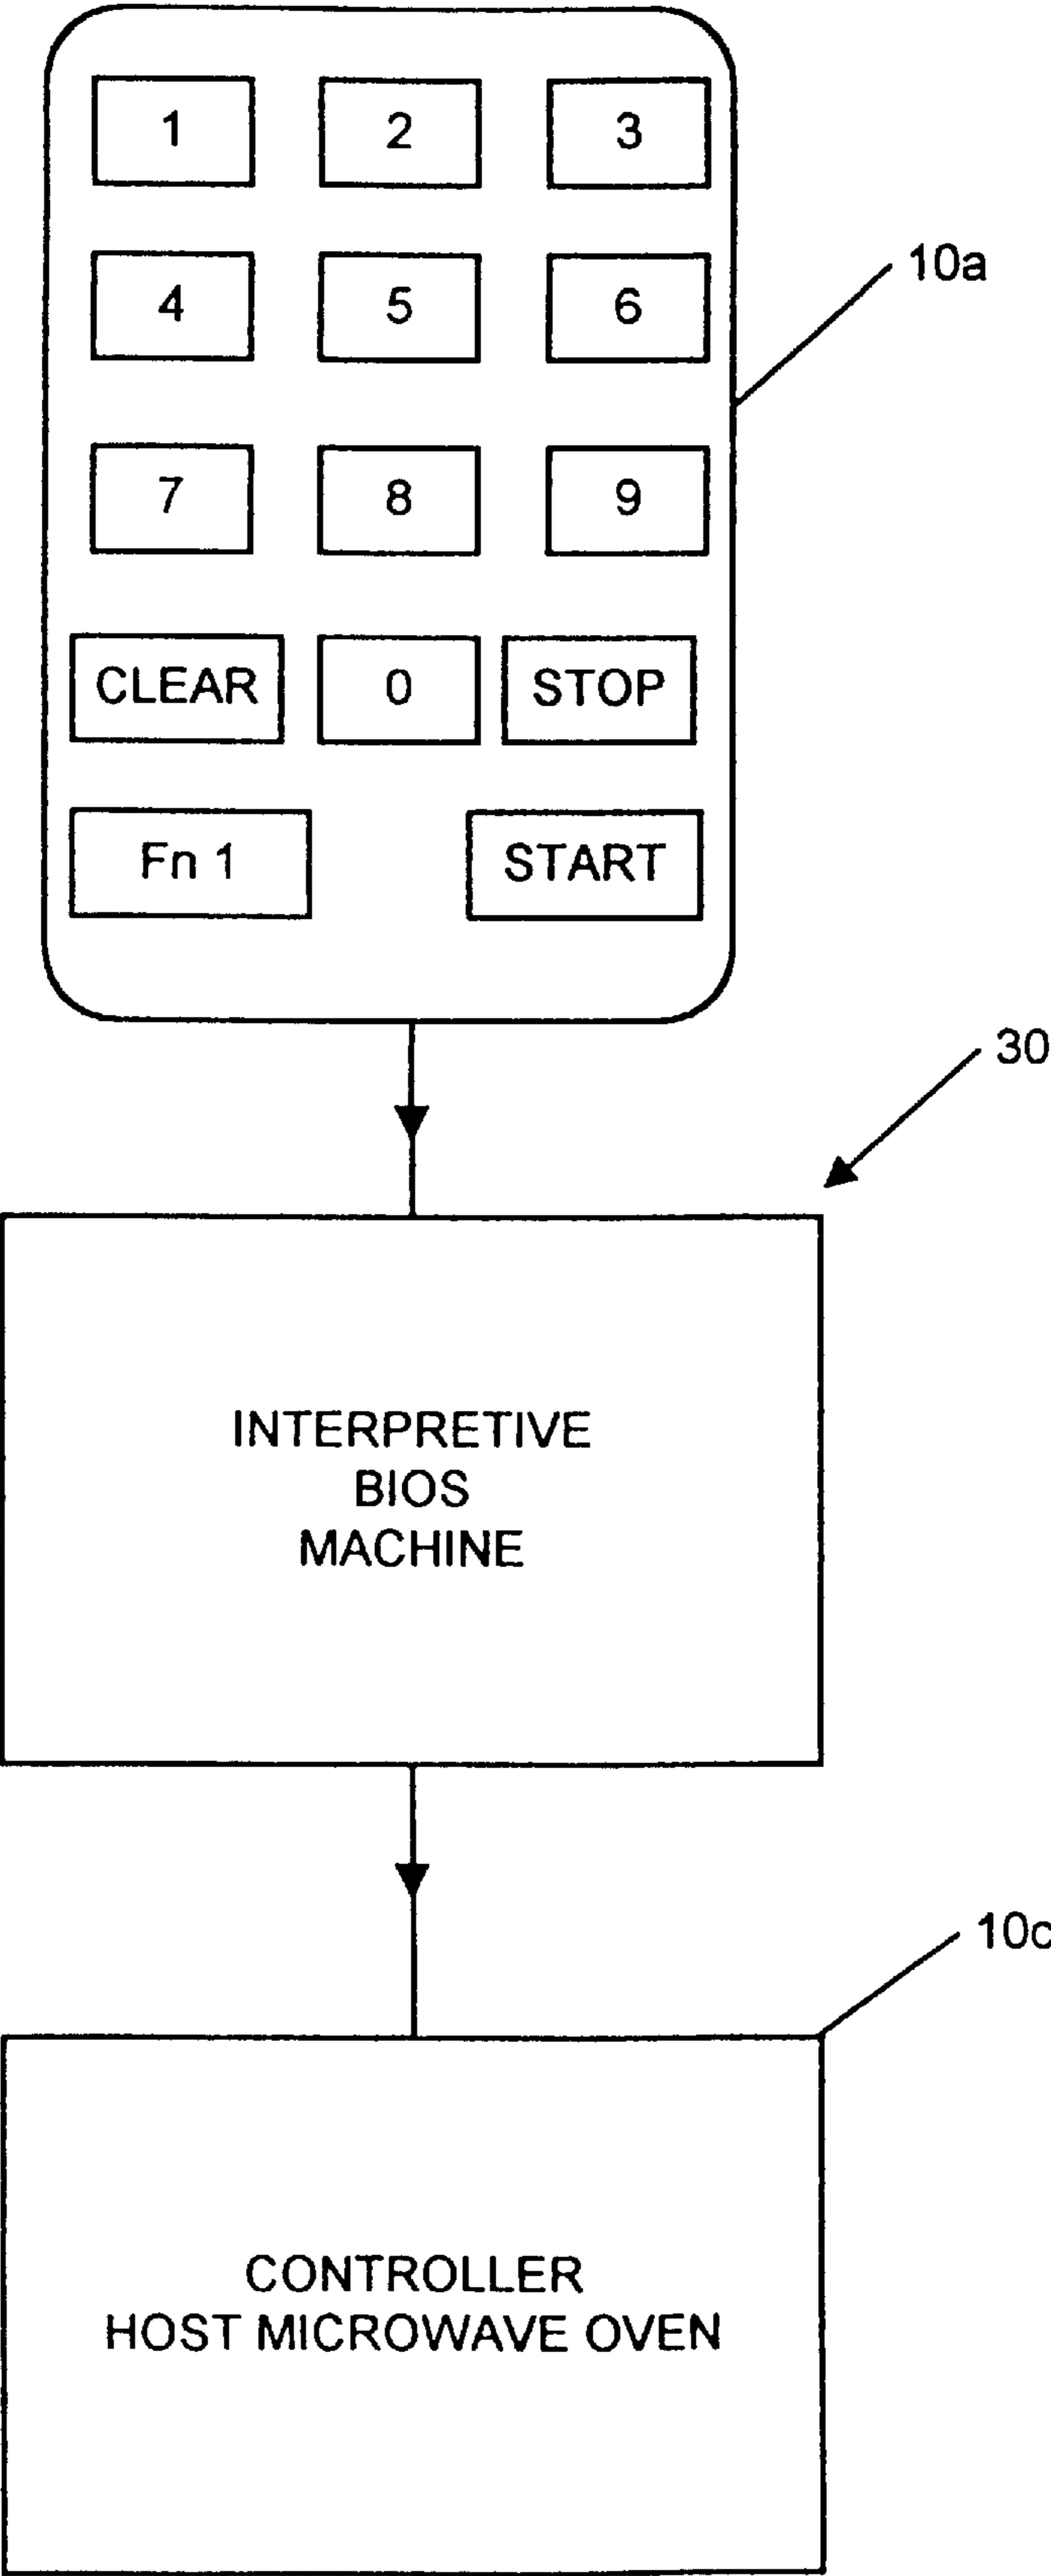 1 2 3
10a
4 5 6
7 8 9
CLEAR 0 STOP
Fn 1 START
30
INTERPRETIVE
BIOS
MACHINE
10c
CONTROLLER
HOST MICROWAVE OVEN